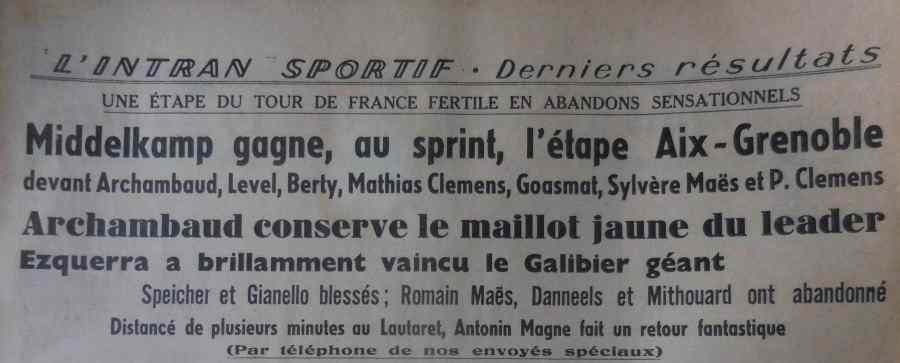 L'INTRAN SPORTIF · Derniers résultats
UNE ÉTAPE DU TOUR DE FRANCE FERTILE EN ABANDONS SENSATIONNELS
Middelkamp gagne, au sprint, l'étape Aix-Grenoble
devant Archambaud, Level, Berty, Mathias Clemens, Goasmat, Sylvère Maës et P. Clemens
Archambaud conserve le maillot jaune du leader
Ezquerra a brillamment vaincu le Galibier géant
Speicher et Gianello blessés ; Romain Maës, Danneels et Mithouard ont abandonné
Distancé de plusieurs minutes au Lautaret, Antonin Magne fait un retour fantastique
(Par téléphone de nos envoyés spéciaux)